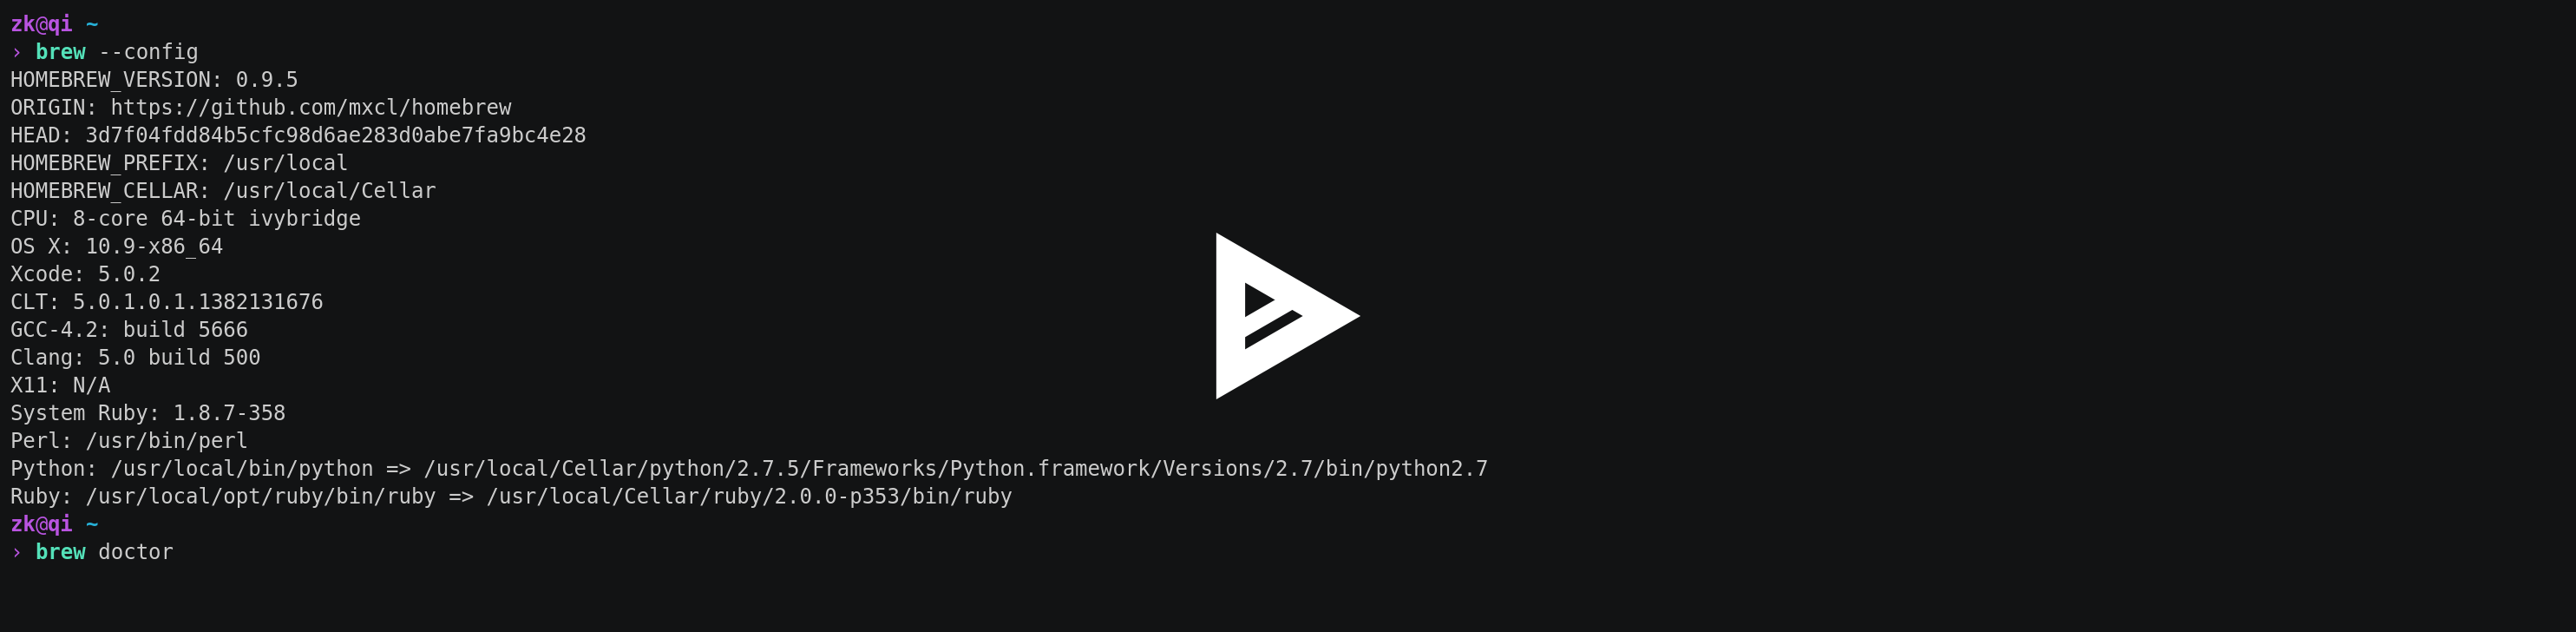 zk@qi ~
› brew --config
HOMEBREW_VERSION: 0.9.5
ORIGIN: https://github.com/mxcl/homebrew
HEAD: 3d7f04fdd84b5cfc98d6ae283d0abe7fa9bc4e28
HOMEBREW_PREFIX: /usr/local
HOMEBREW_CELLAR: /usr/local/Cellar
CPU: 8-core 64-bit ivybridge
OS X: 10.9-x86_64
Xcode: 5.0.2
CLT: 5.0.1.0.1.1382131676
GCC-4.2: build 5666
Clang: 5.0 build 500
X11: N/A
System Ruby: 1.8.7-358
Perl: /usr/bin/perl
Python: /usr/local/bin/python => /usr/local/Cellar/python/2.7.5/Frameworks/Python.framework/Versions/2.7/bin/python2.7
Ruby: /usr/local/opt/ruby/bin/ruby => /usr/local/Cellar/ruby/2.0.0-p353/bin/ruby
zk@qi ~
› brew doctor